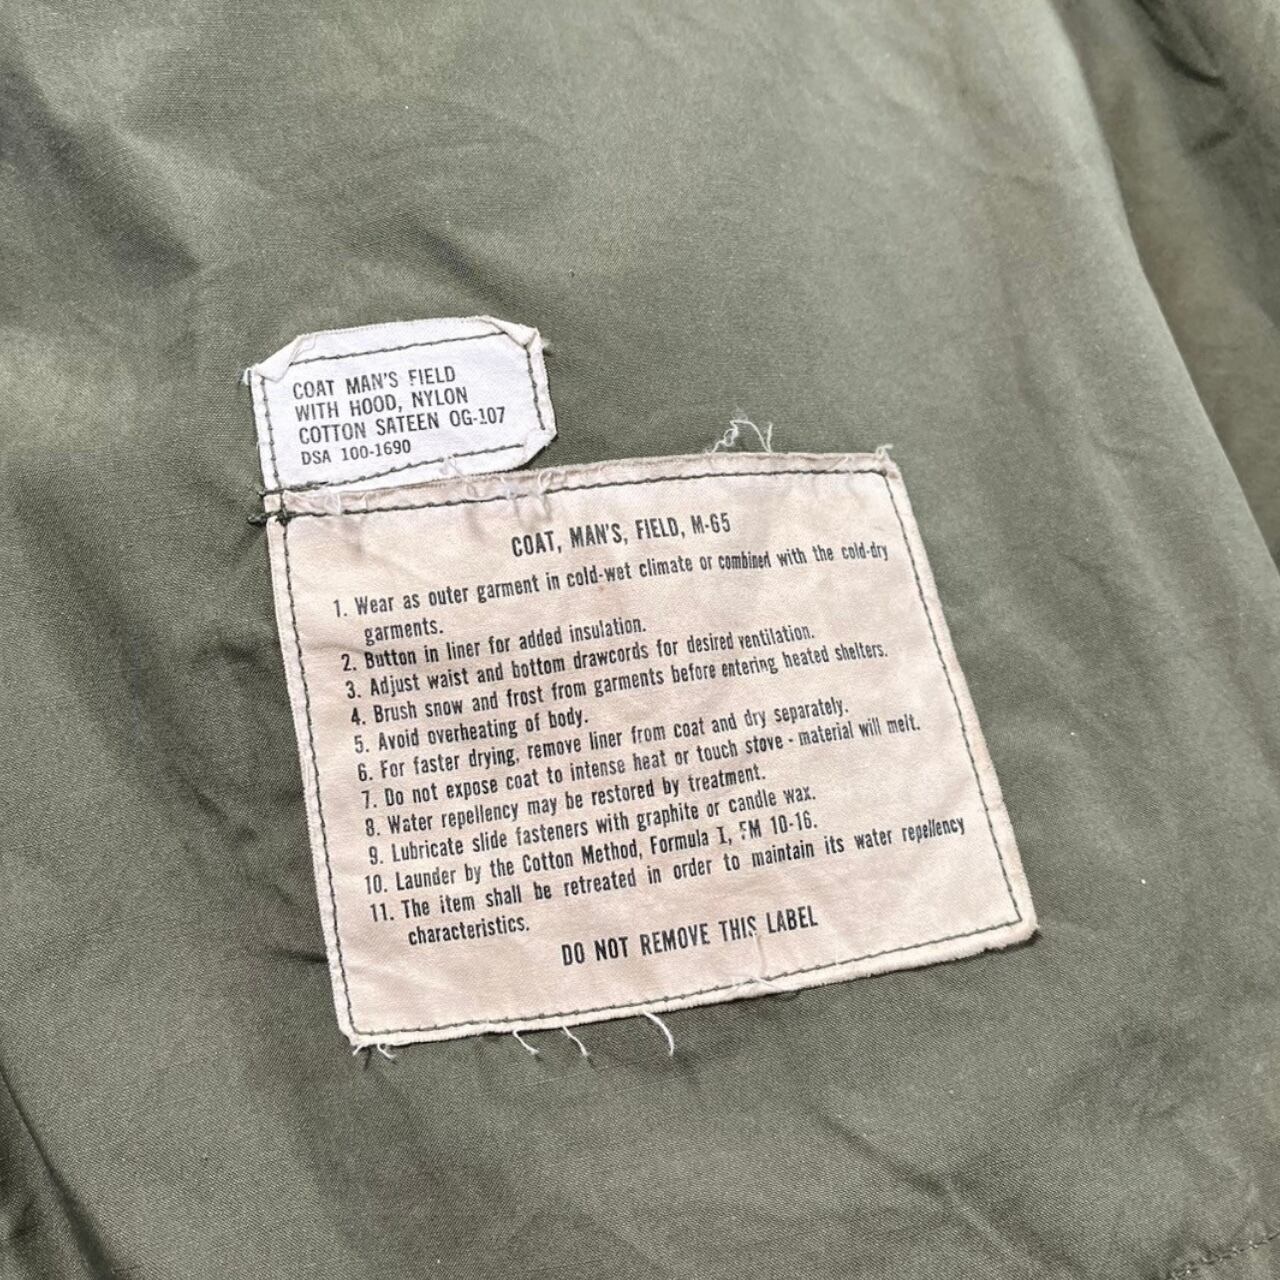 COAT MAN'S FIELD
WITH HOOD, NYLON
COTTON SATEEN OG-107
DSA 100-1690
COAT, MAN'S, FIELD, M-65
1. Wear as outer garment in cold-wet climate or combined with the cold-dry
garments.
2. Button in liner for added insulation.
3. Adjust waist and bottom drawcords for desired ventilation.
4. Brush snow and frost from garments before entering heated shelters.
5. Avoid overheating of body.
6. For faster drying, remove liner from coat and dry separately.
7. Do not expose coat to intense heat or touch stove - material will melt.
8. Water repellency may be restored by treatment.
9. Lubricate slide fasteners with graphite or candle wax.
10. Launder by the Cotton Method, Formula I, FM 10-16.
11. The item shall be retreated in order to maintain its water repellency
characteristics.
DO NOT REMOVE THIS LABEL